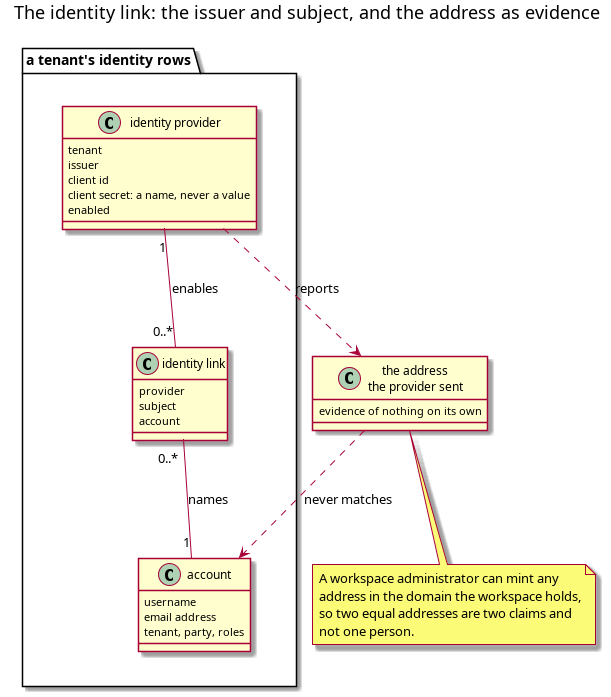 The identity link: the issuer and subject, and the address as evidence
a tenant's identity rows
C identity provider
tenant
issuer
client id
client secret: a name, never a value
enabled
1
enables
reports
0..*
C identity link
provider
subject
account
C the address
the provider sent
evidence of nothing on its own
0..*
names
never matches
1
C account
username
email address
tenant, party, roles
A workspace administrator can mint any
address in the domain the workspace holds,
so two equal addresses are two claims and
not one person.